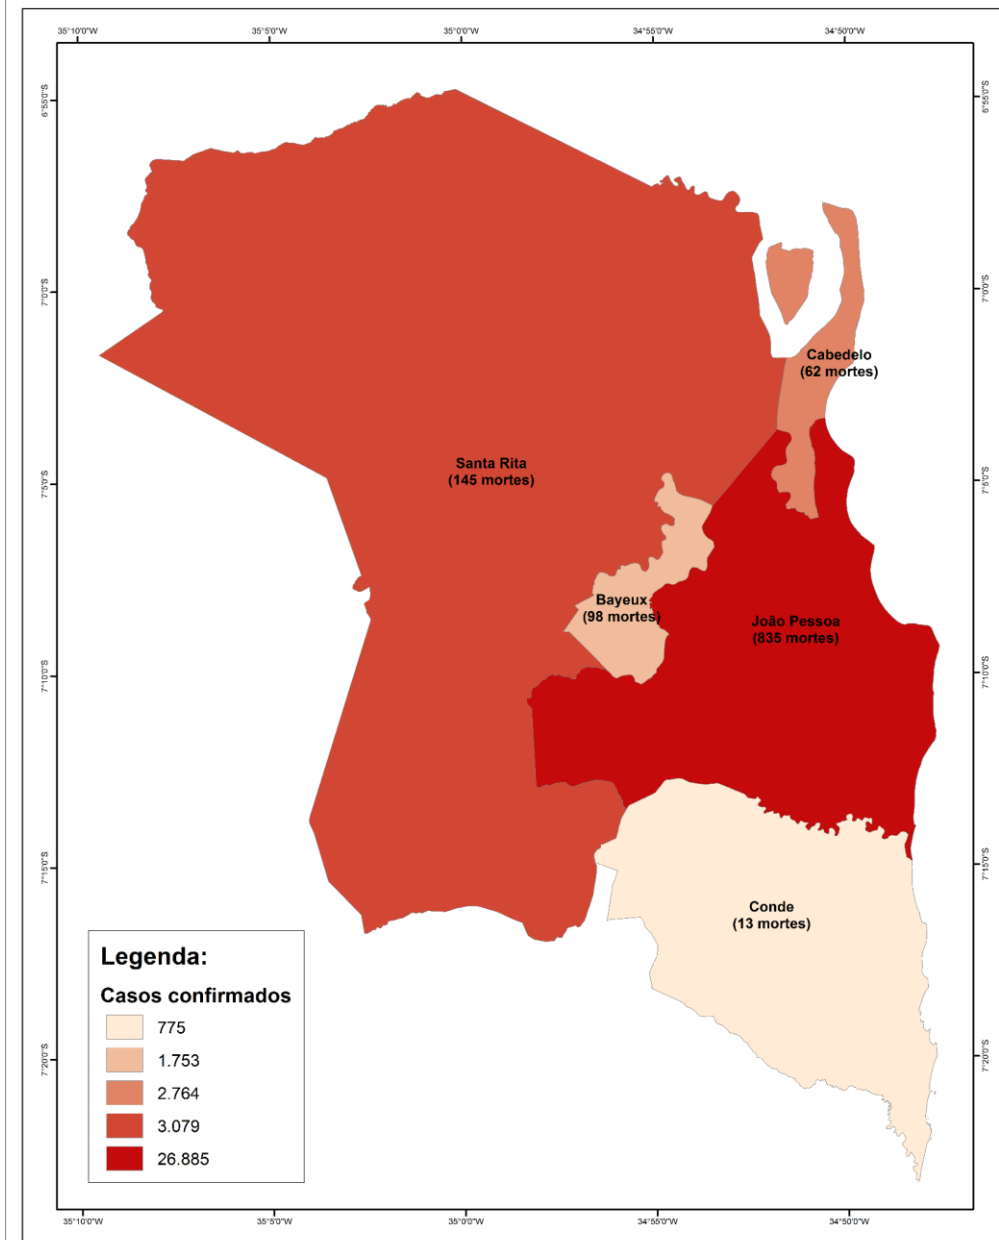 35°10'0"W 35°5'0"W 35°0'0"W 34°55'0"W 34°50'0"W
6°55'0"S 6°55'0"S
7°0'0"S 7°0'0"S
Cabedelo
(62 mortes)
Santa Rita
(145 mortes)
7°5'0"S 7°5'0"S
Bayeux
(98 mortes)
João Pessoa
(835 mortes)
7°10'0"S 7°10'0"S
7°15'0"S 7°15'0"S
Conde
(13 mortes)
Legenda:
Casos confirmados
775
1.753
2.764
3.079
26.885
7°20'0"S 7°20'0"S
35°10'0"W 35°5'0"W 35°0'0"W 34°55'0"W 34°50'0"W